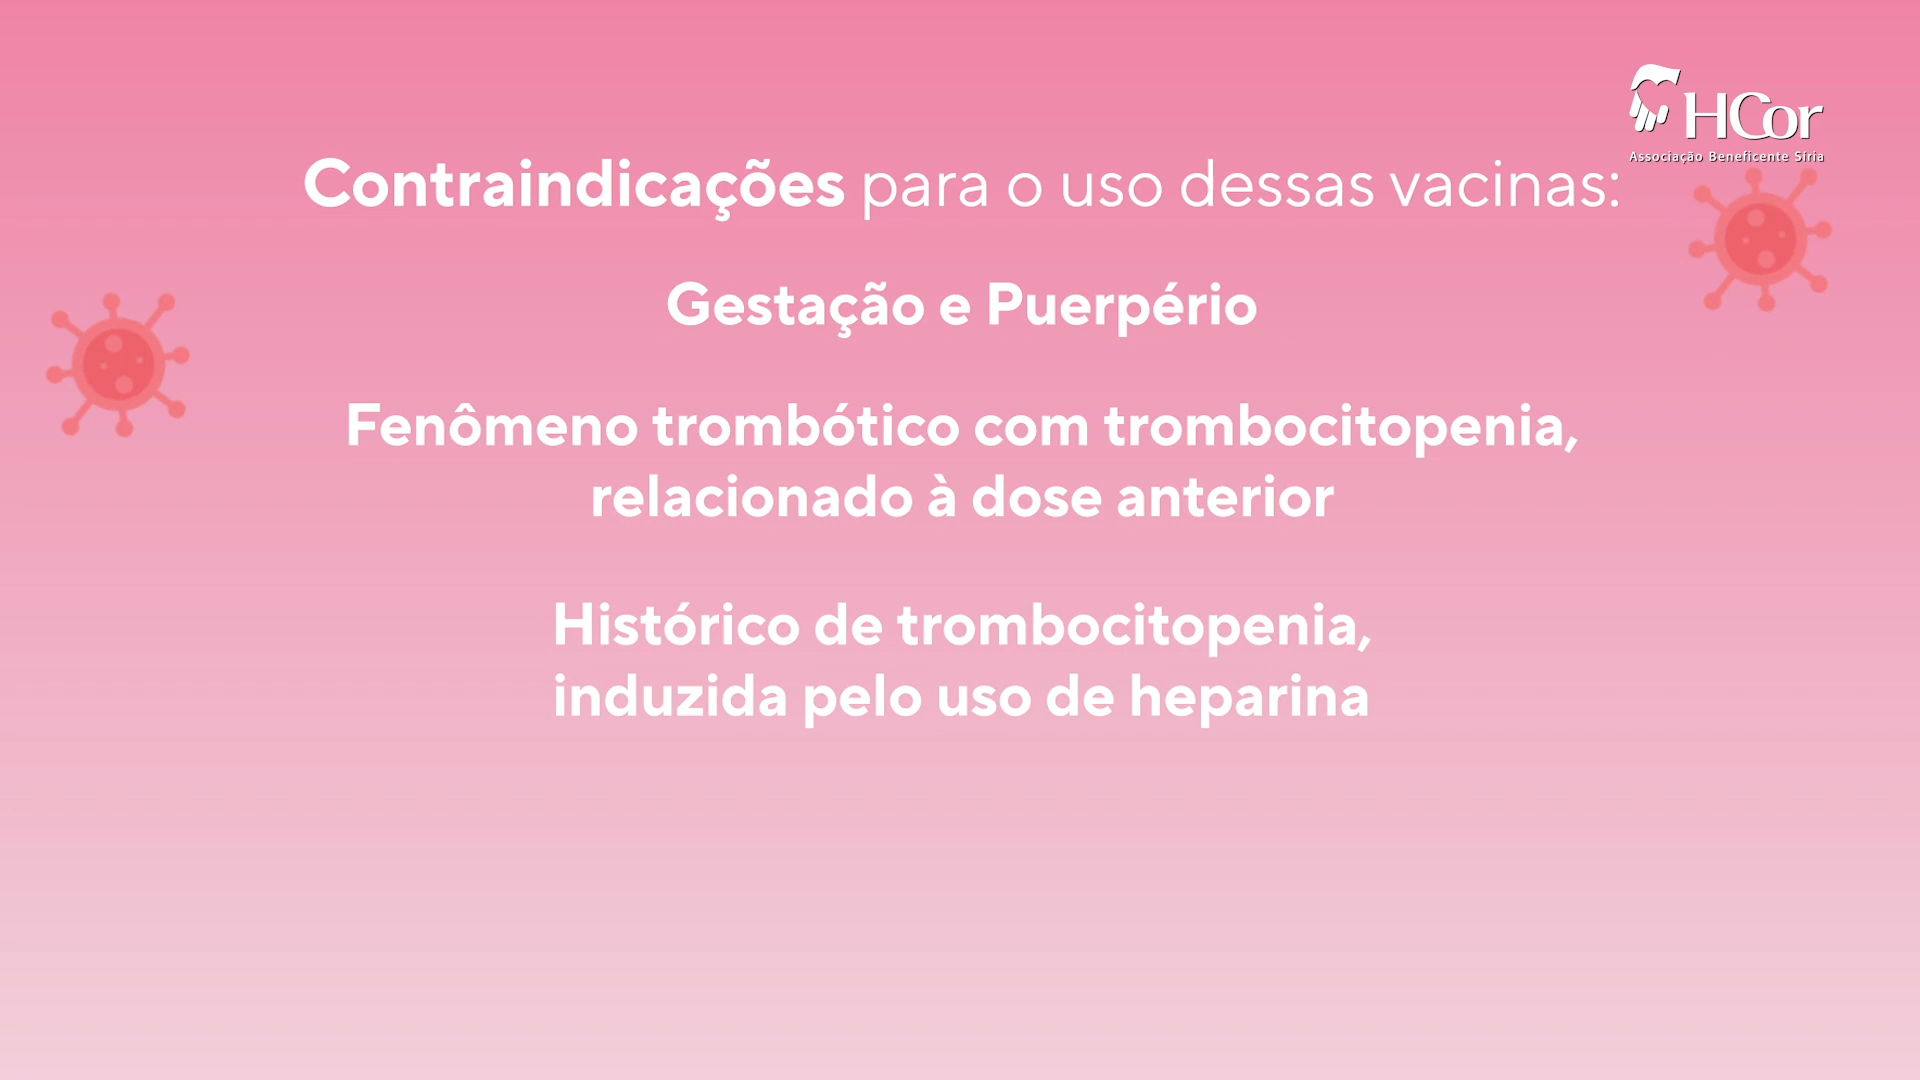 HCor
Associação Beneficente Síria
Contraindicações para o uso dessas vacinas:
Gestação e Puerpério
Fenômeno trombótico com trombocitopenia,
relacionado à dose anterior
Histórico de trombocitopenia,
induzida pelo uso de heparina